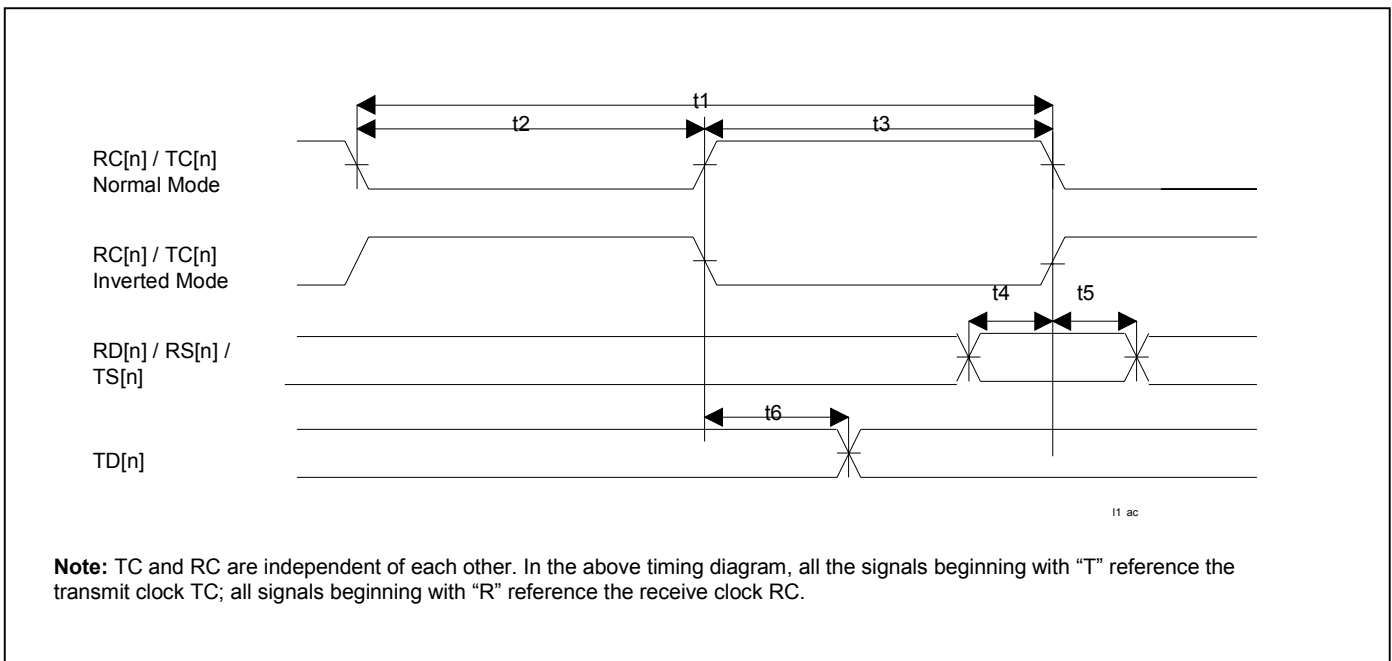 t1
t2
t3
RC[n] / TC[n]
Normal Mode
RC[n] / TC[n]
Inverted Mode
t4
t5
RD[n] / RS[n] /
TS[n]
t6
TD[n]
l1 ac
Note: TC and RC are independent of each other. In the above timing diagram, all the signals beginning with “T” reference the
transmit clock TC; all signals beginning with “R” reference the receive clock RC.